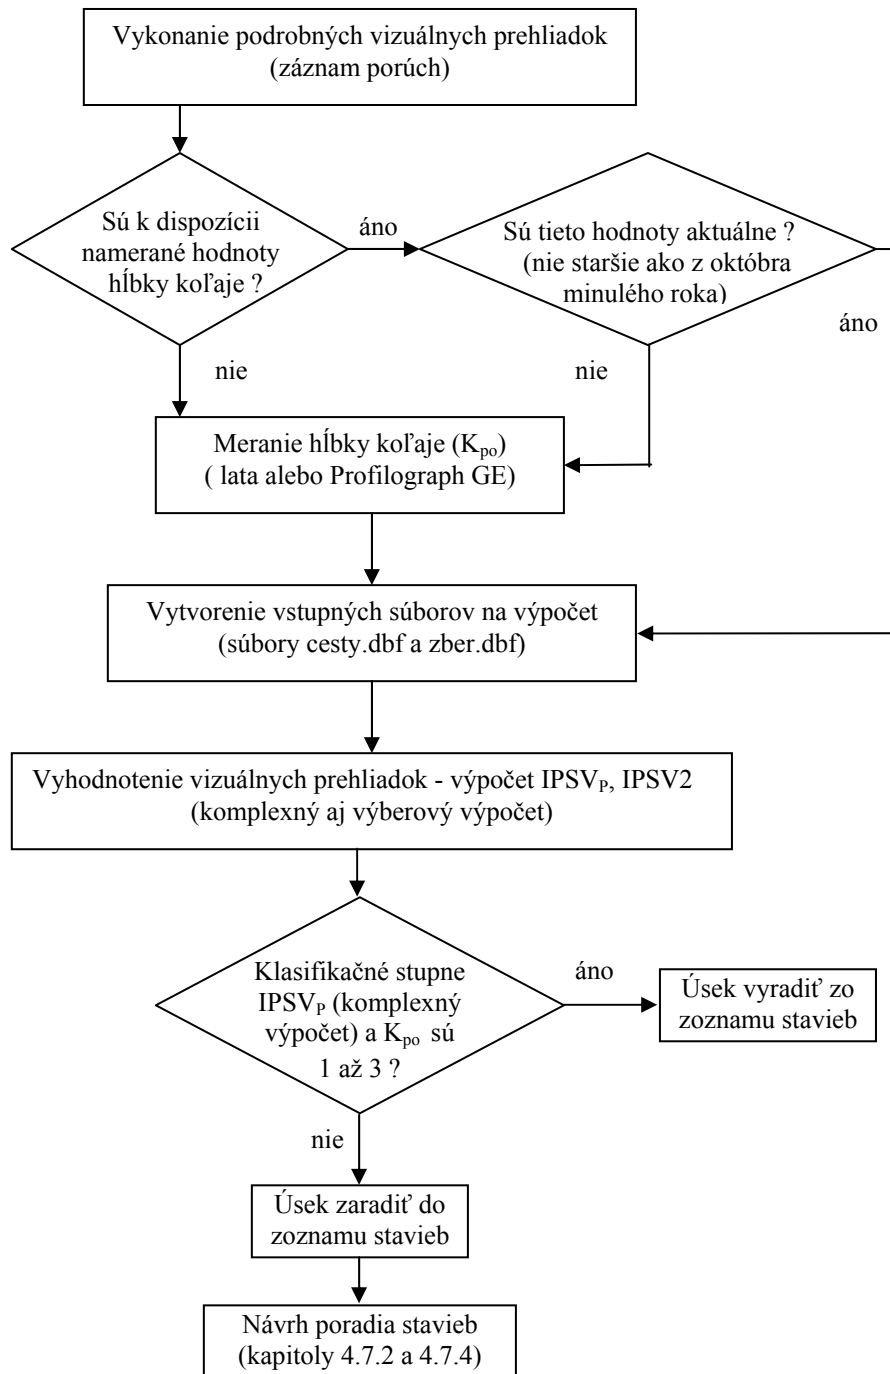 Vykonanie podrobných vizuálnych prehliadok
(záznam porúch)
Sú k dispozícii
namerané hodnoty
hĺbky koľaje ?
áno
Sú tieto hodnoty aktuálne ?
(nie staršie ako z októbra
minulého roka)
áno
nie
nie
Meranie hĺbky koľaje (Kpo)
( lata alebo Profilograph GE)
Vytvorenie vstupných súborov na výpočet
(súbory cesty.dbf a zber.dbf)
Vyhodnotenie vizuálnych prehliadok - výpočet IPSVP, IPSV2
(komplexný aj výberový výpočet)
Klasifikačné stupne
IPSVP (komplexný
výpočet) a Kpo sú
1 až 3 ?
áno
Úsek vyradiť zo
zoznamu stavieb
nie
Úsek zaradiť do
zoznamu stavieb
Návrh poradia stavieb
(kapitoly 4.7.2 a 4.7.4)